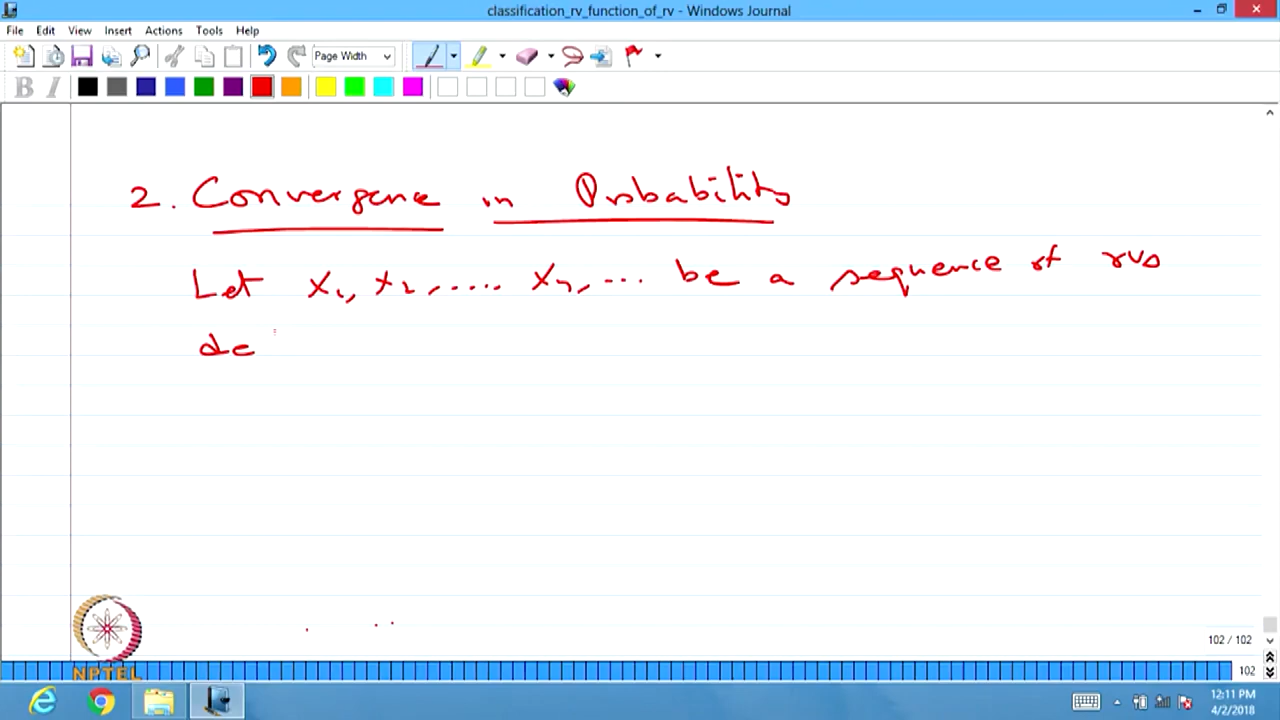 classification_rv_function_of_rv - Windows Journal
File Edit View Insert Actions Tools Help
B I Page Width
2. Convergence in Probability
Let X₁, X₂, .... Xₙ, ... be a sequence of rvs
de
102 / 102
NPTEL
102
12:11 PM
4/2/2018